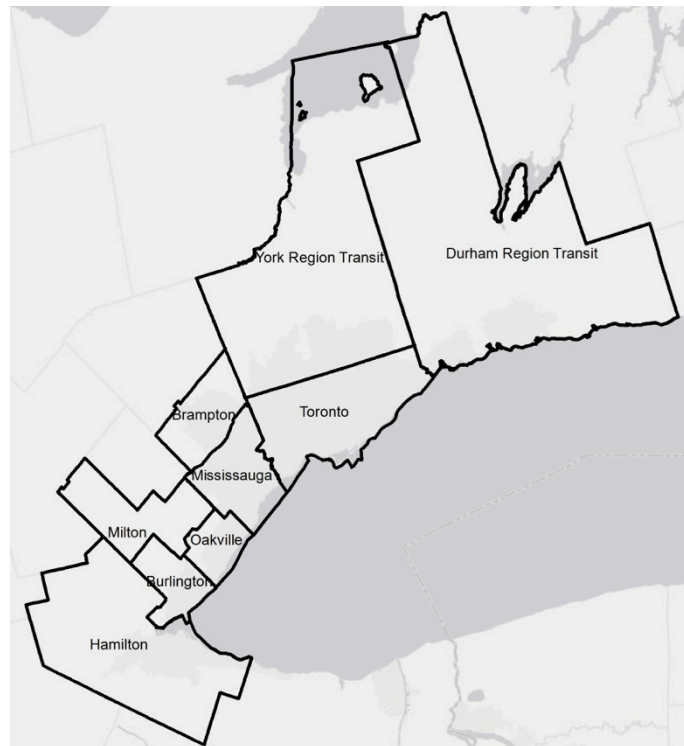 York Region Transit
Durham Region Transit
Brampton
Toronto
Mississauga
Milton
Oakville
Burlington
Hamilton